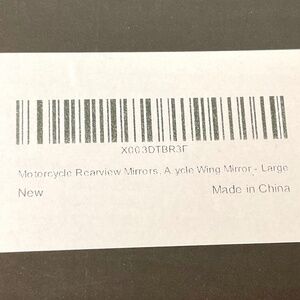 X003DTBR3F
Motorcycle Rearview Mirrors, A ycle Wing Mirror - Large
New
Made in China